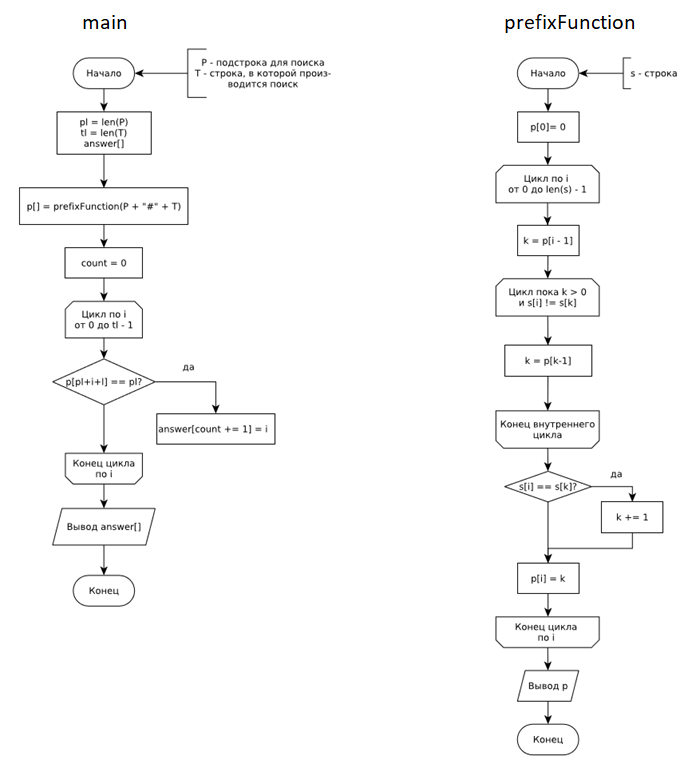 main
Начало
P - подстрока для поиска
T - строка, в которой произ-
водится поиск
pl = len(P)
tl = len(T)
answer[]
p[] = prefixFunction(P + "#" + T)
count = 0
Цикл по i
от 0 до tl - 1
p[pl+i+l] == pl?
да
answer[count += 1] = i
Конец цикла
по i
Вывод answer[]
Конец
prefixFunction
Начало
s - строка
p[0]= 0
Цикл по i
от 0 до len(s) - 1
k = p[i - 1]
Цикл пока k > 0
и s[i] != s[k]
k = p[k-1]
Конец внутреннего
цикла
s[i] == s[k]?
да
k += 1
p[i] = k
Конец цикла
по i
Вывод p
Конец